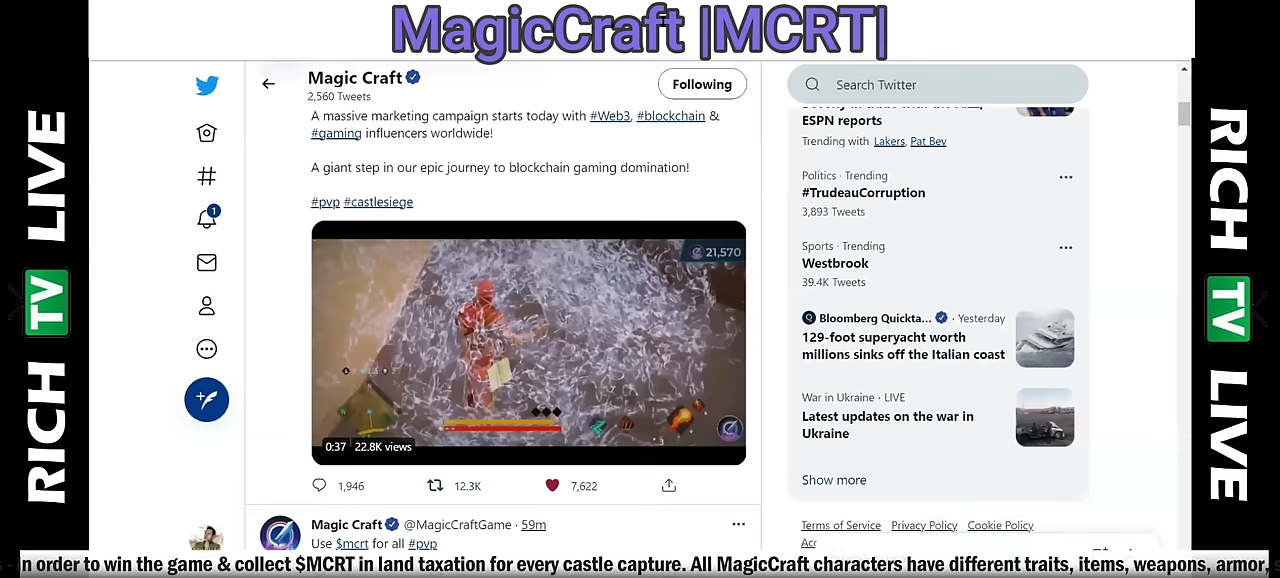 MagicCraft |MCRT|
RICH TV LIVE
Magic Craft
2,560 Tweets
Following
A massive marketing campaign starts today with #Web3, #blockchain &
#gaming influencers worldwide!
A giant step in our epic journey to blockchain gaming domination!
#pvp #castlesiege
21,570
0:37 22.8K views
1,946 12.3K 7,622
Magic Craft @MagicCraftGame · 59m
Use $mcrt for all #pvp
1
Search Twitter
ESPN reports
Trending with Lakers, Pat Bev
Politics · Trending
#TrudeauCorruption
3,893 Tweets
Sports · Trending
Westbrook
39.4K Tweets
Bloomberg Quickta... · Yesterday
129-foot superyacht worth
millions sinks off the Italian coast
War in Ukraine · LIVE
Latest updates on the war in
Ukraine
Show more
Terms of Service Privacy Policy Cookie Policy
RICH TV LIVE
in order to win the game & collect $MCRT in land taxation for every castle capture. All MagicCraft characters have different traits, items, weapons, armor,